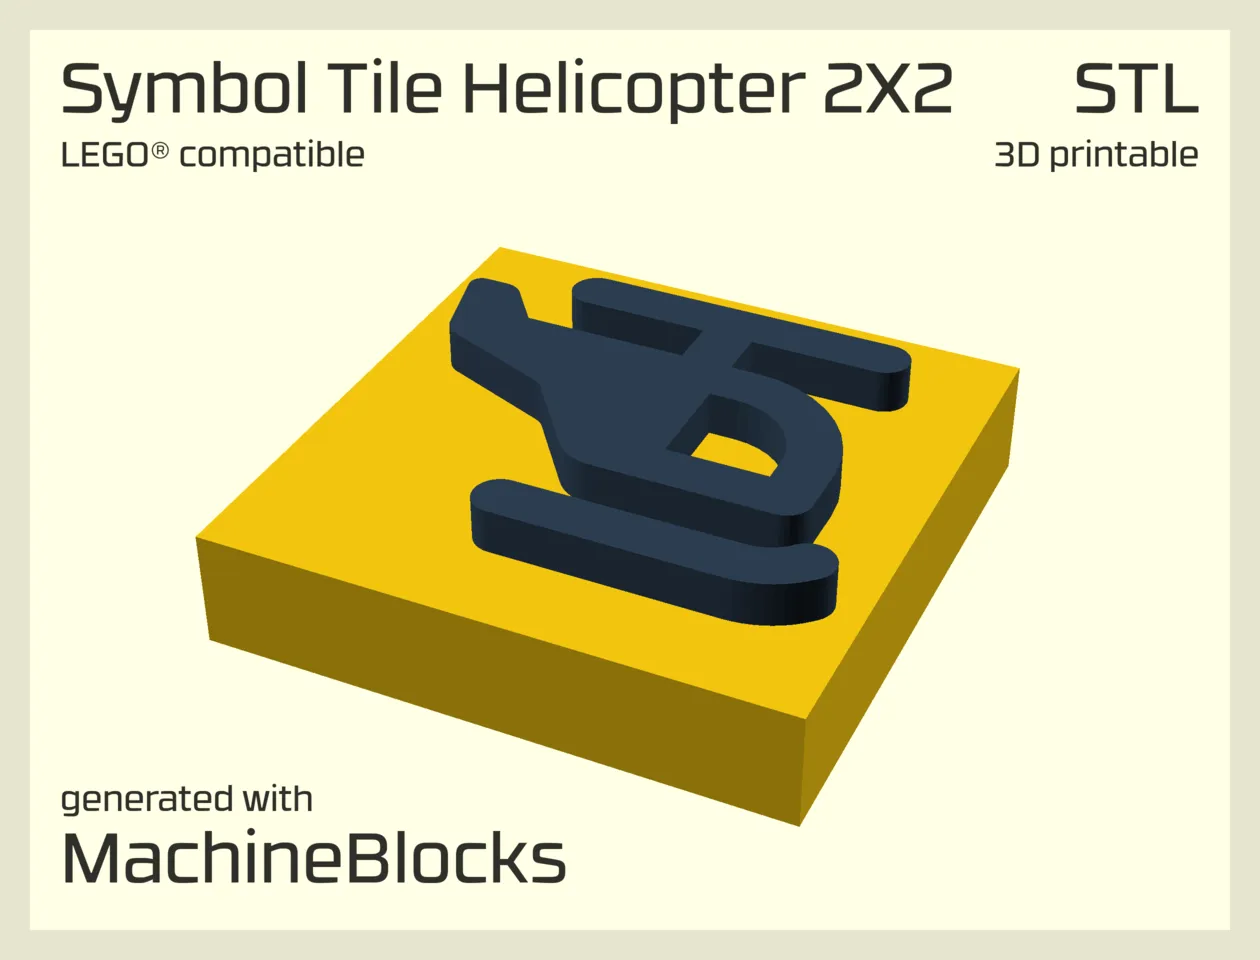 Symbol Tile Helicopter 2X2 STL
LEGO® compatible 3D printable
generated with
MachineBlocks